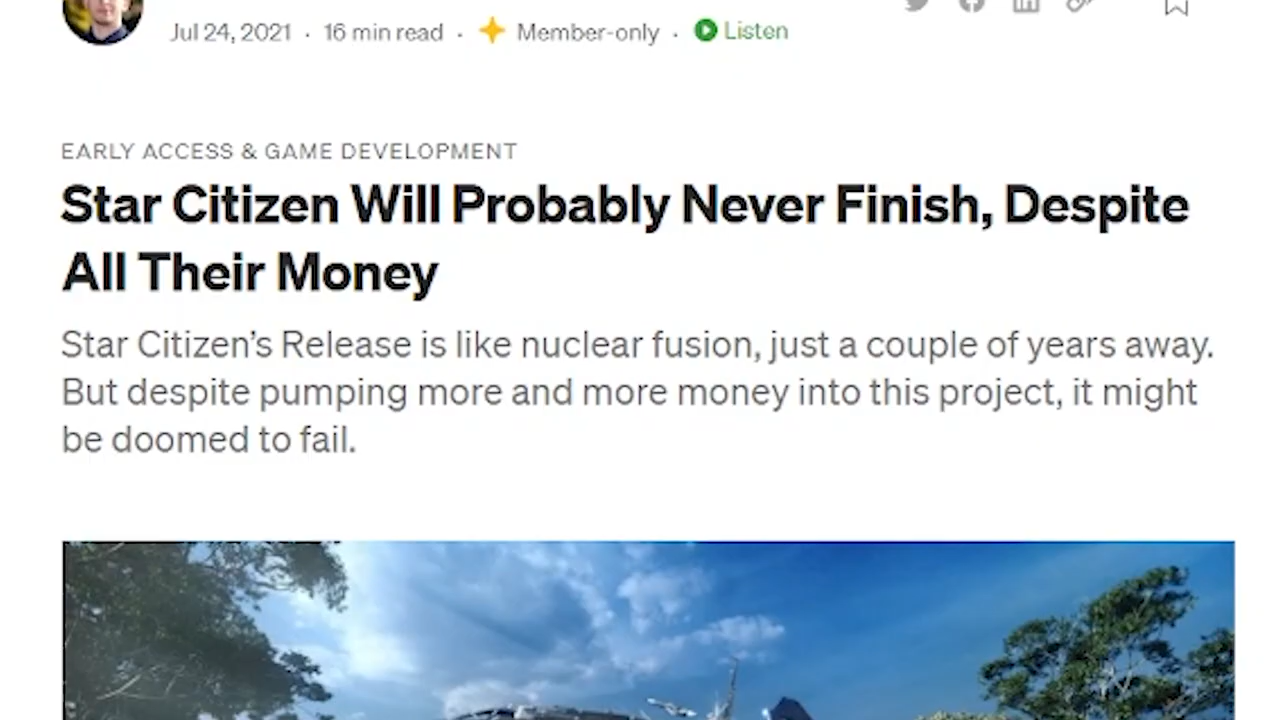 Jul 24, 2021 · 16 min read · Member-only · Listen
EARLY ACCESS & GAME DEVELOPMENT
Star Citizen Will Probably Never Finish, Despite
All Their Money
Star Citizen’s Release is like nuclear fusion, just a couple of years away.
But despite pumping more and more money into this project, it might
be doomed to fail.